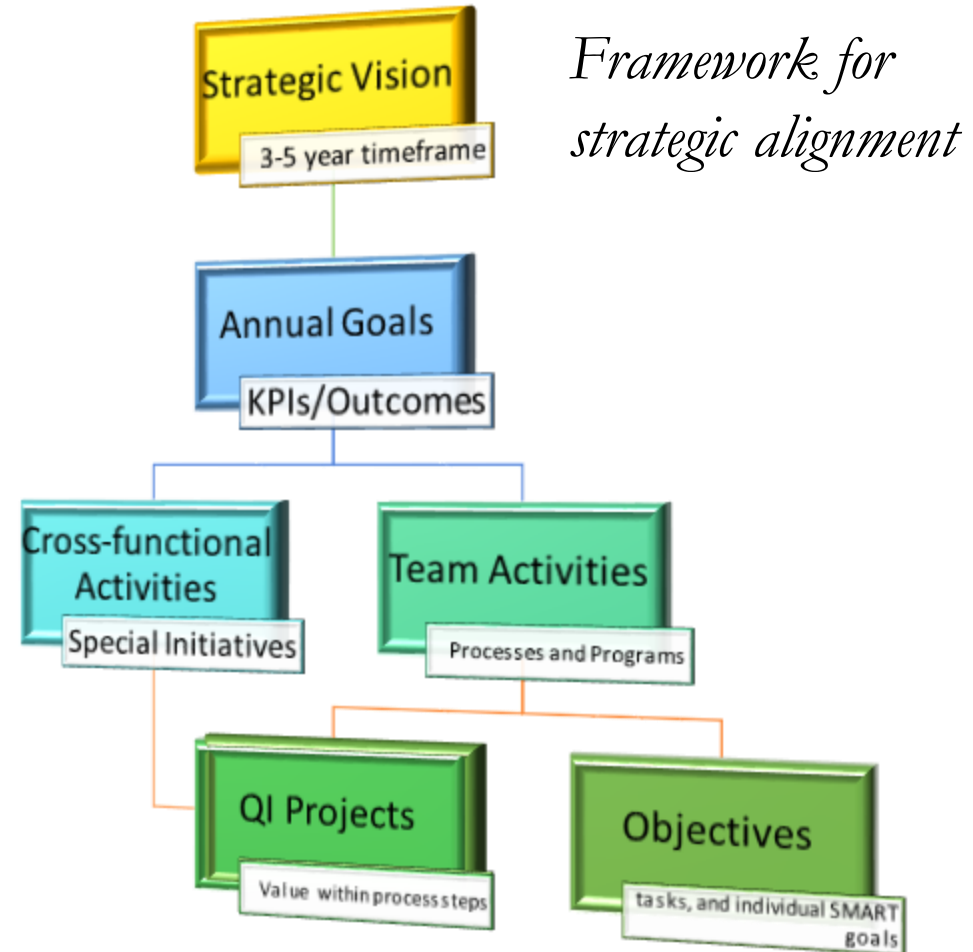 Framework for
strategic alignment
Strategic Vision
3-5 year timeframe
Annual Goals
KPIs/Outcomes
Cross-functional
Activities
Special Initiatives
Team Activities
Processes and Programs
QI Projects
Value within process steps
Objectives
tasks, and individual SMART
goals